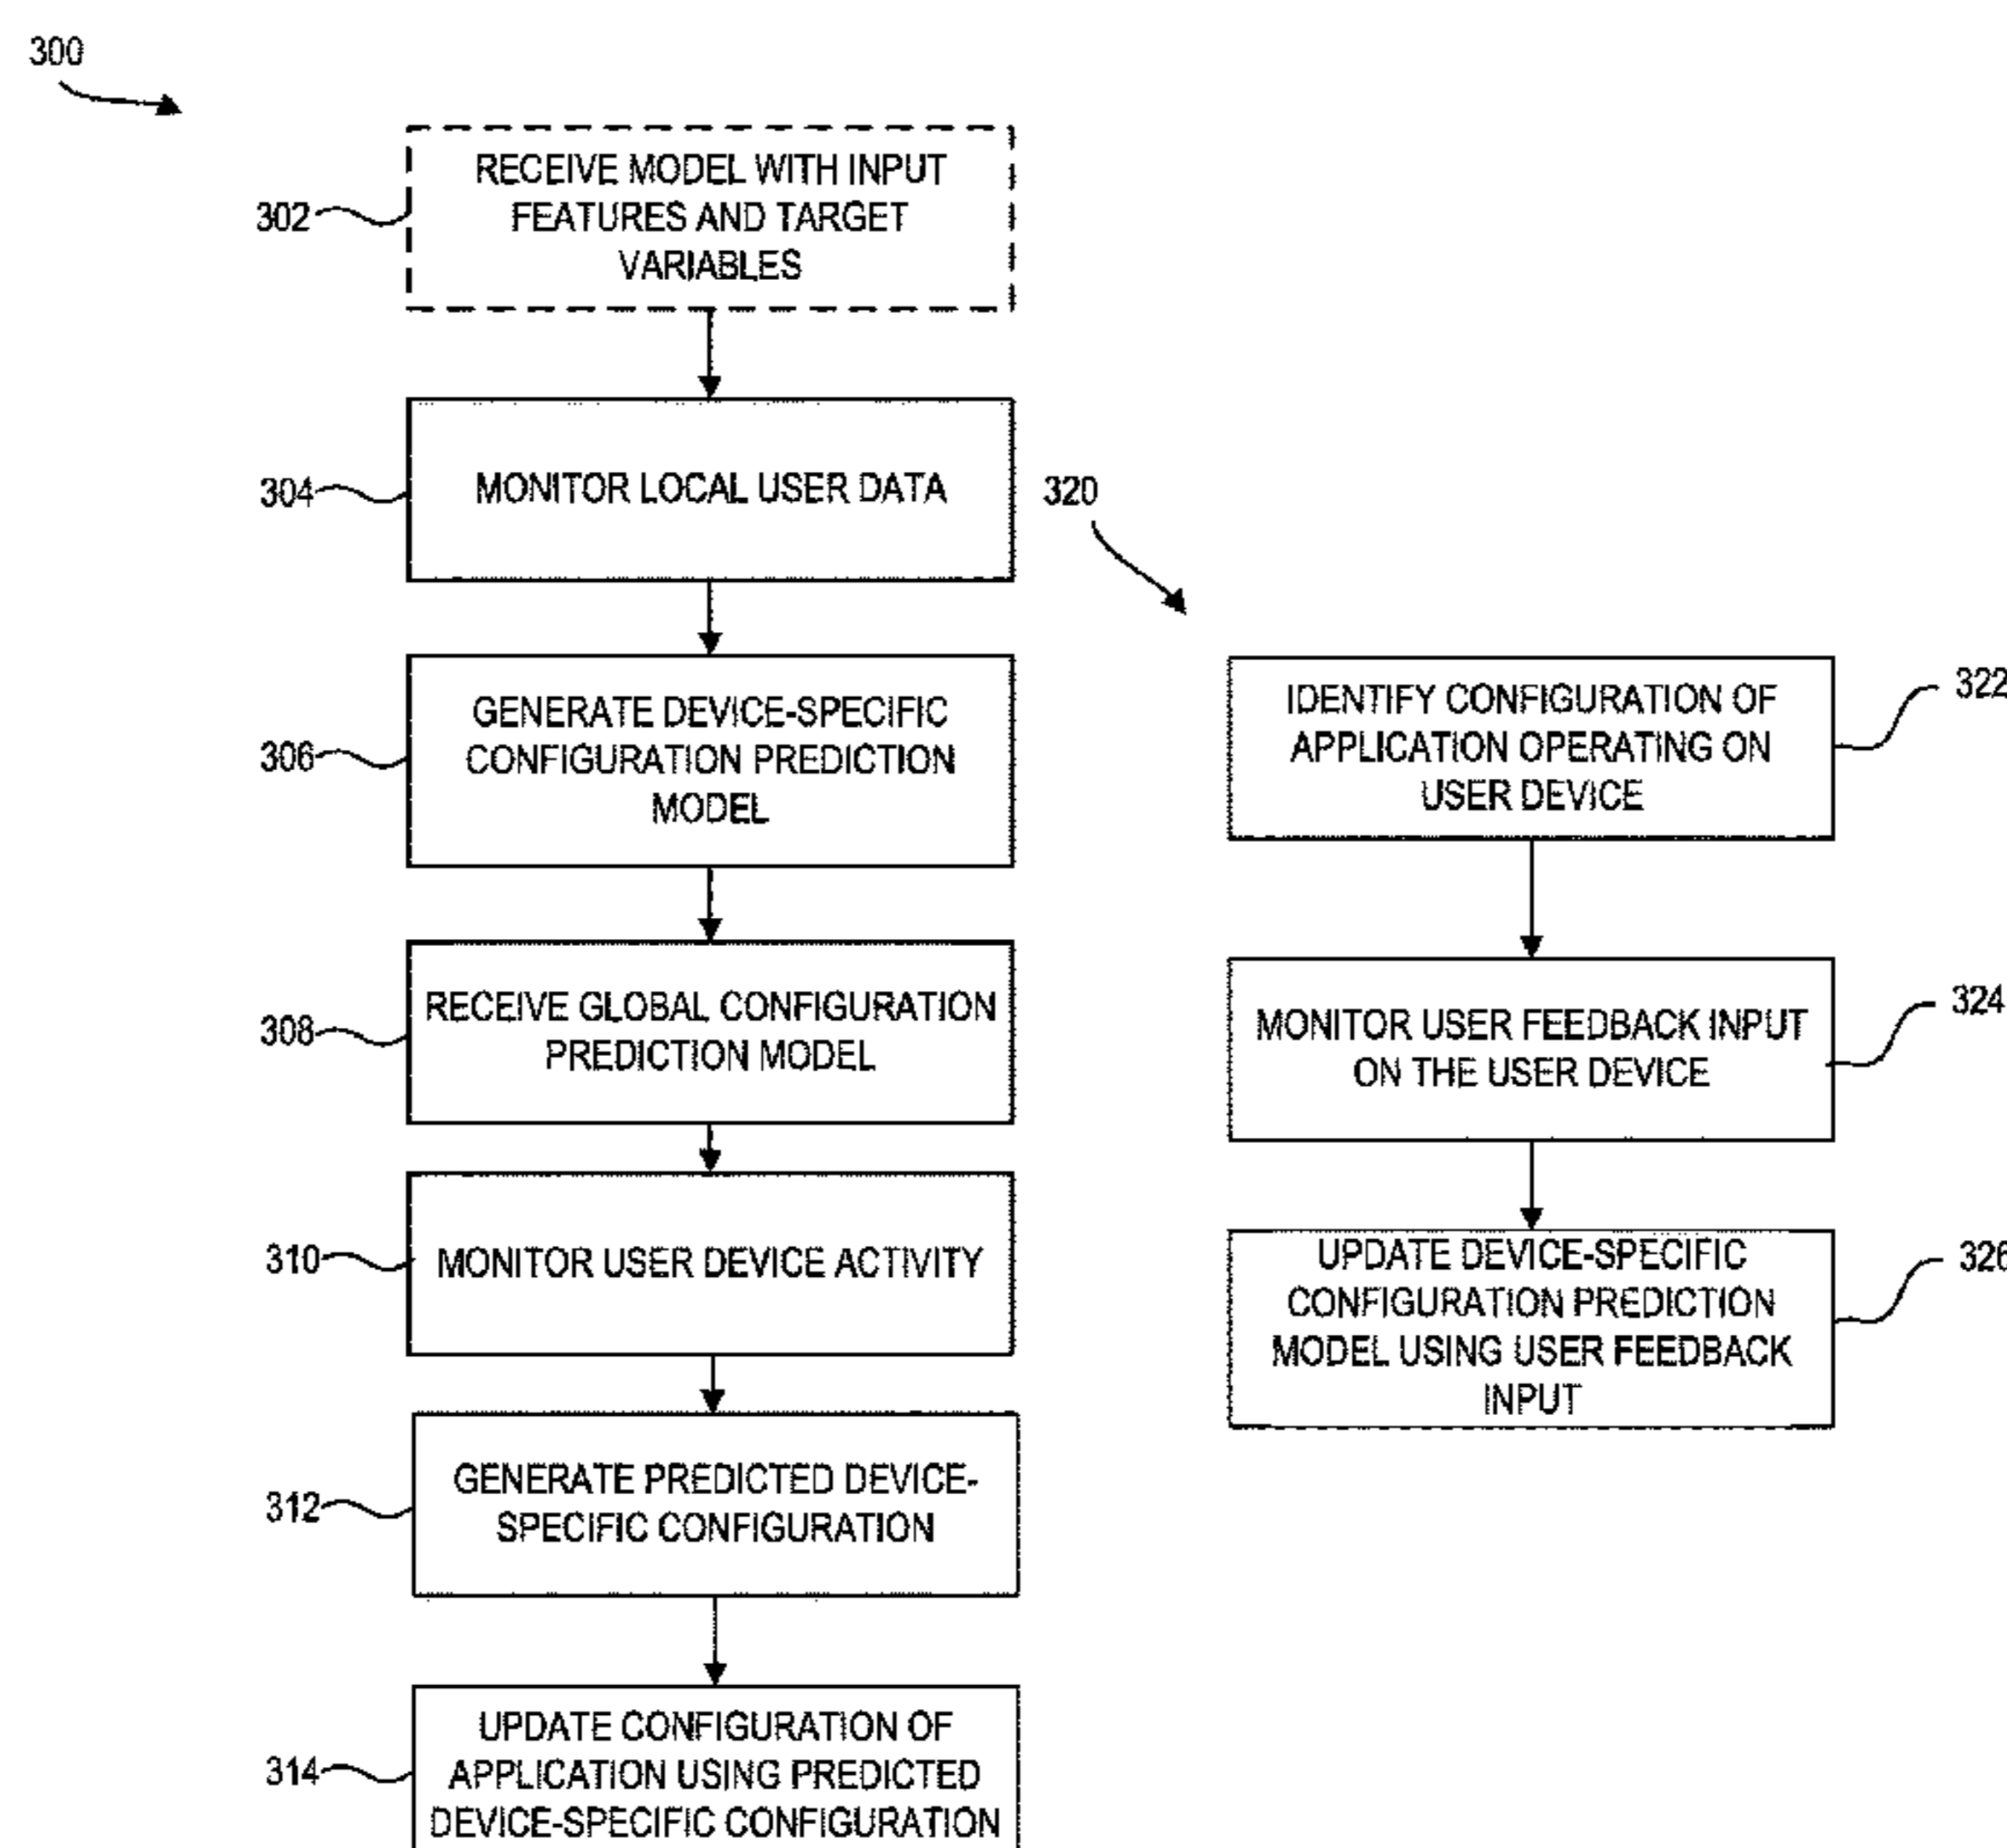 300
302
RECEIVE MODEL WITH INPUT
FEATURES AND TARGET
VARIABLES
304
MONITOR LOCAL USER DATA
306
GENERATE DEVICE-SPECIFIC
CONFIGURATION PREDICTION
MODEL
308
RECEIVE GLOBAL CONFIGURATION
PREDICTION MODEL
310
MONITOR USER DEVICE ACTIVITY
312
GENERATE PREDICTED DEVICE-
SPECIFIC CONFIGURATION
314
UPDATE CONFIGURATION OF
APPLICATION USING PREDICTED
DEVICE-SPECIFIC CONFIGURATION
320
IDENTIFY CONFIGURATION OF
APPLICATION OPERATING ON
USER DEVICE
322
MONITOR USER FEEDBACK INPUT
ON THE USER DEVICE
324
UPDATE DEVICE-SPECIFIC
CONFIGURATION PREDICTION
MODEL USING USER FEEDBACK
INPUT
326